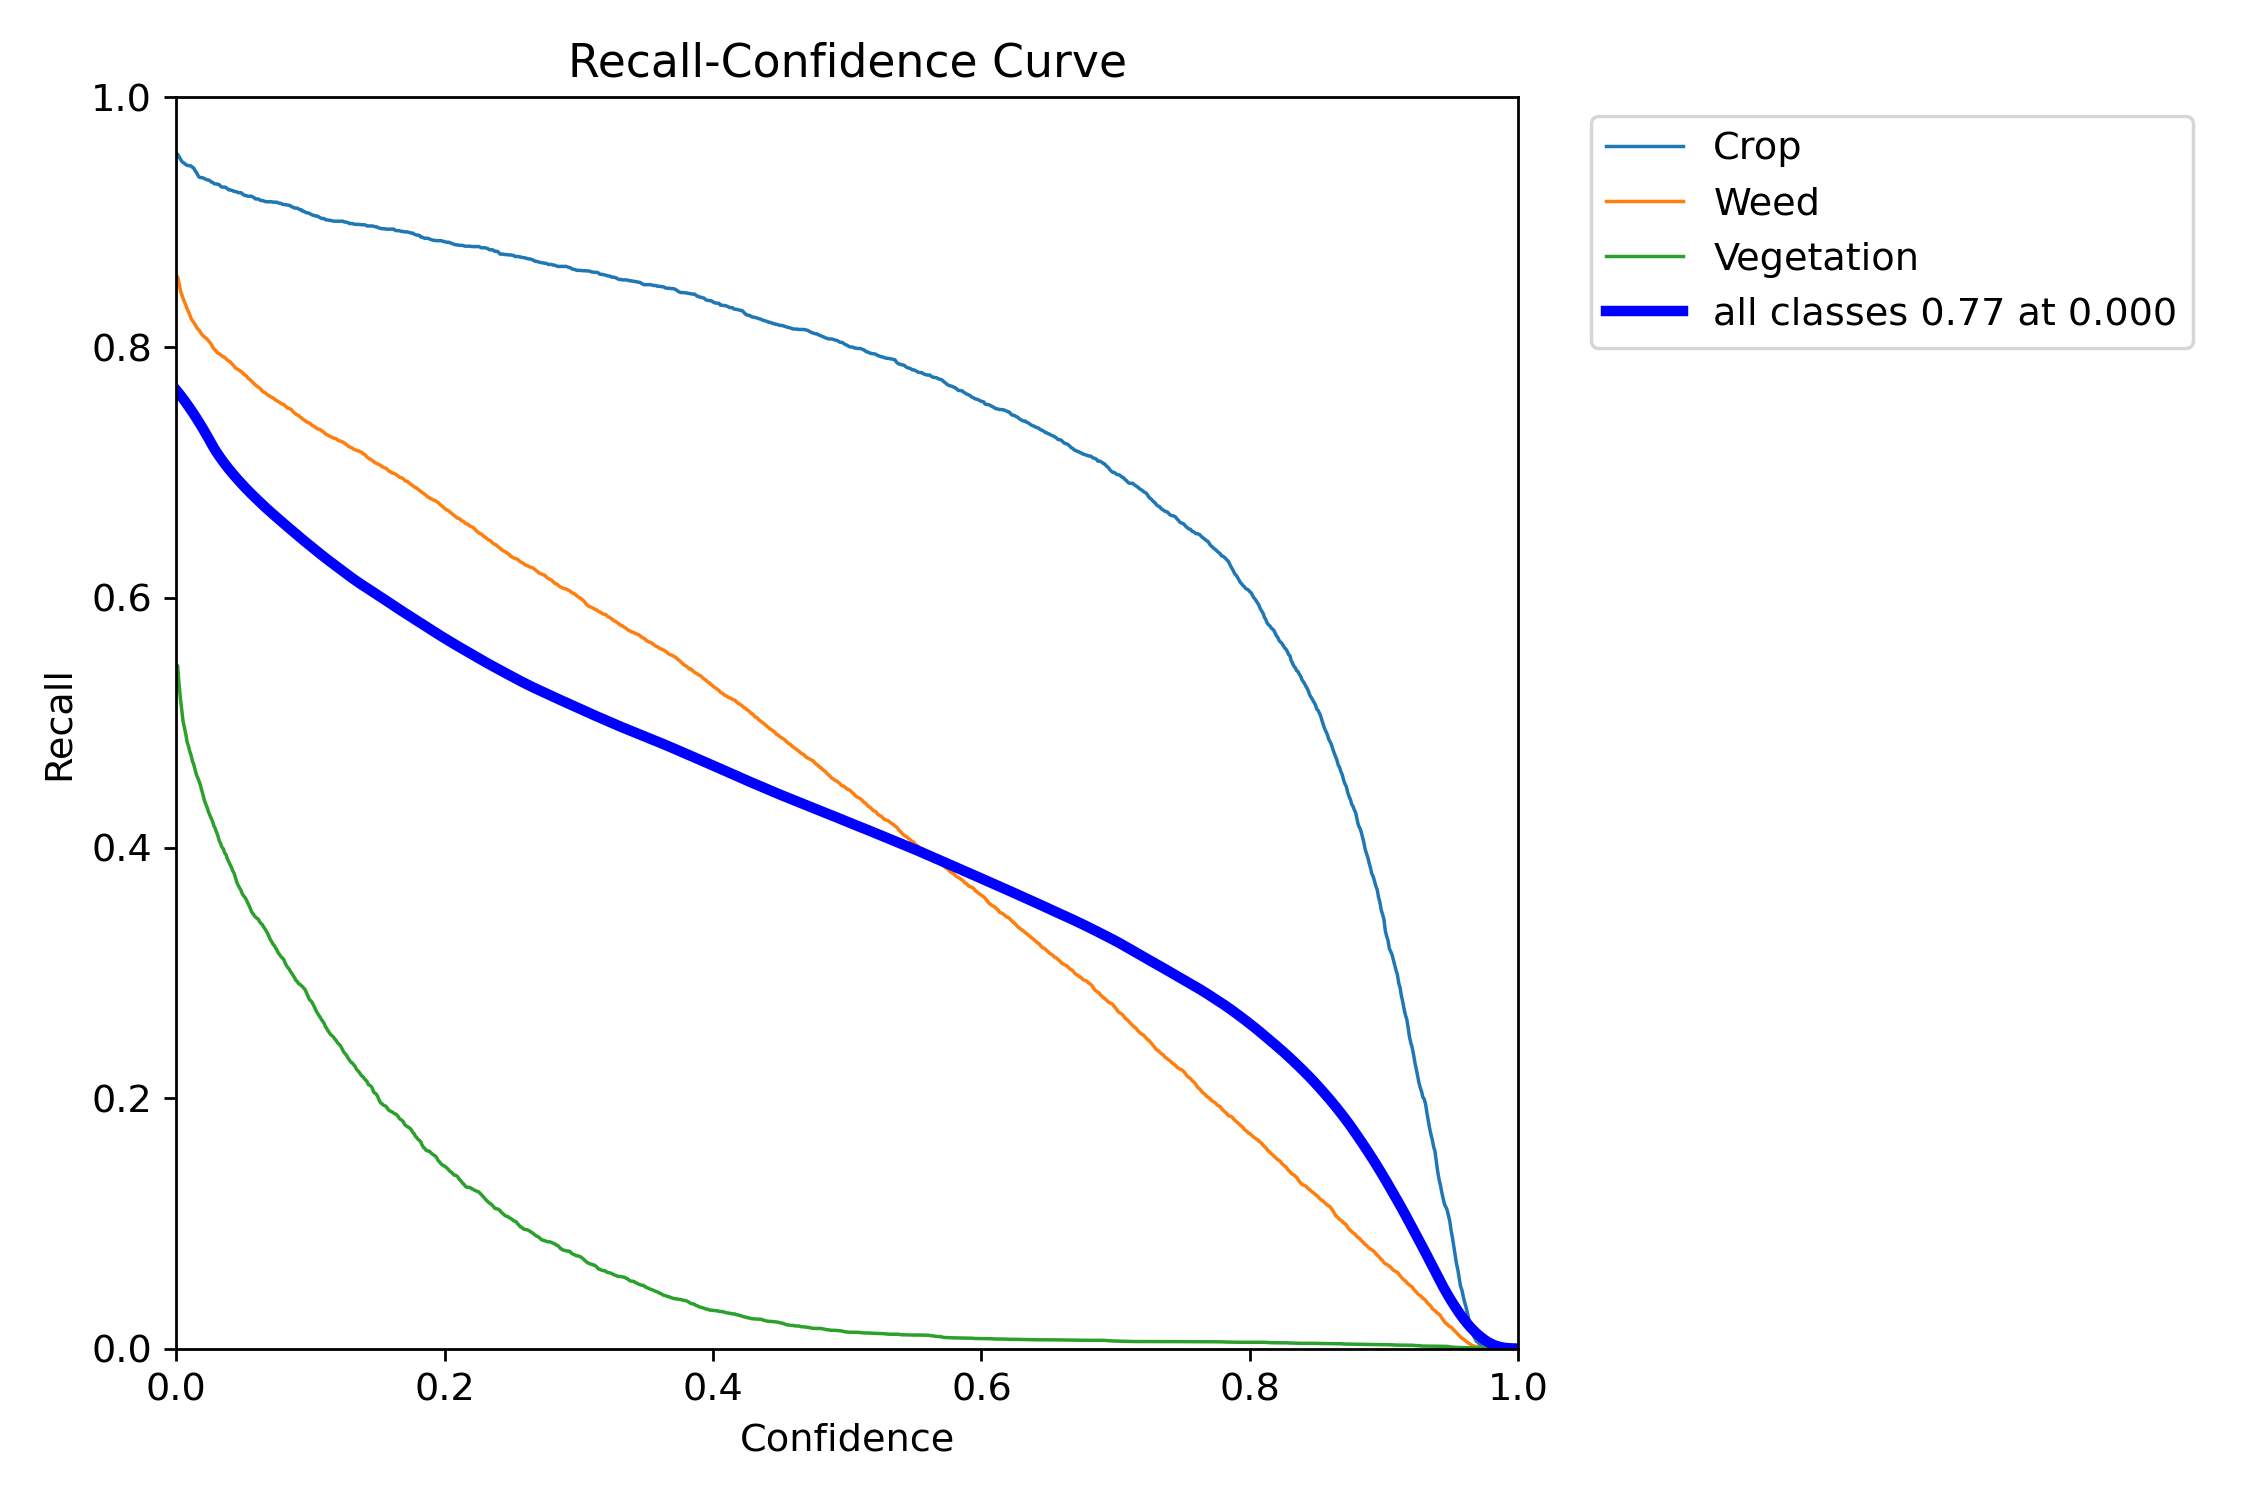 Recall-Confidence Curve
1.0
0.8
0.6
0.4
0.2
0.0
Recall
0.0 0.2 0.4 0.6 0.8 1.0
Confidence
Crop
Weed
Vegetation
all classes 0.77 at 0.000